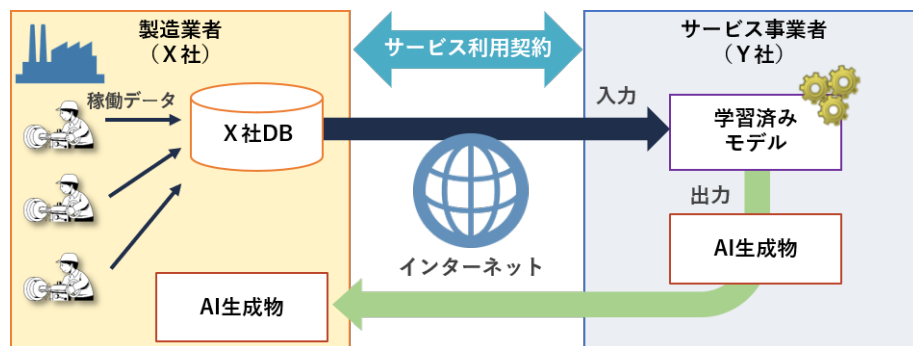 製造業者
（X社）
サービス利用契約
サービス事業者
（Y社）
稼働データ
X社DB
入力
学習済み
モデル
出力
インターネット
AI生成物
AI生成物